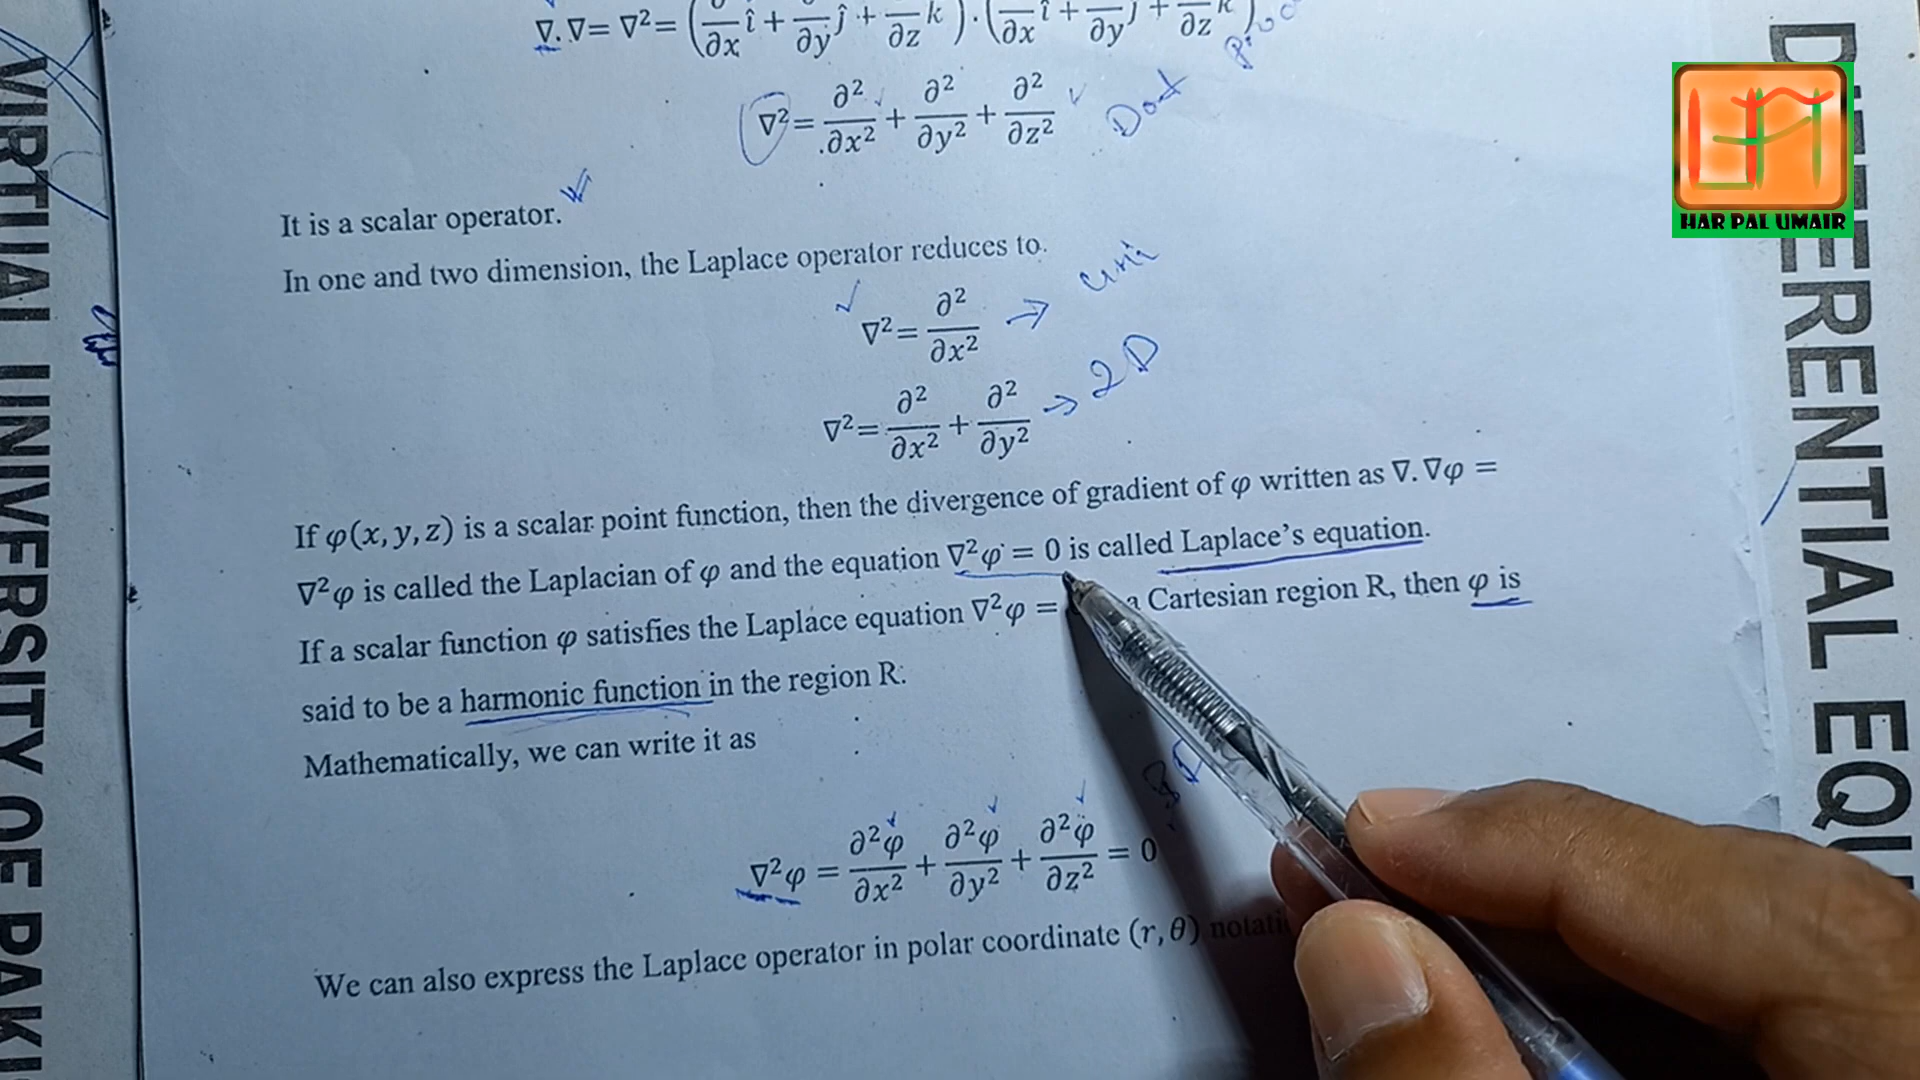 ∇.∇= ∇²= (∂/∂x î + ∂/∂y ĵ + ∂/∂z k̂).(∂/∂x î + ∂/∂y ĵ + ∂/∂z k̂)
∇²= ∂²/∂x² + ∂²/∂y² + ∂²/∂z²
Dot
It is a scalar operator.
In one and two dimension, the Laplace operator reduces to.
∇²= ∂²/∂x² →
∇²= ∂²/∂x² + ∂²/∂y² → 2D
If φ(x, y, z) is a scalar point function, then the divergence of gradient of φ written as ∇.∇φ =
∇²φ is called the Laplacian of φ and the equation ∇²φ = 0 is called Laplace's equation.
If a scalar function φ satisfies the Laplace equation ∇²φ = a Cartesian region R, then φ is
said to be a harmonic function in the region R.
Mathematically, we can write it as
3D
∇²φ = ∂²φ/∂x² + ∂²φ/∂y² + ∂²φ/∂z² = 0
We can also express the Laplace operator in polar coordinate (r, θ) notati
VIRTUAL UNIVERSITY OF PAKI
DIFFERENTIAL EQU
HAR PAL UMAIR